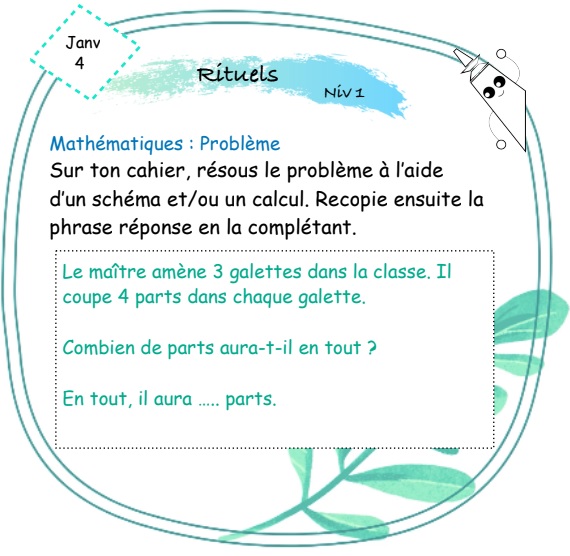 Janv
4
Rituels
Niv 1
Mathématiques : Problème
Sur ton cahier, résous le problème à l'aide
d'un schéma et/ou un calcul. Recopie ensuite la
phrase réponse en la complétant.
Le maître amène 3 galettes dans la classe. Il
coupe 4 parts dans chaque galette.
Combien de parts aura-t-il en tout ?
En tout, il aura ..... parts.